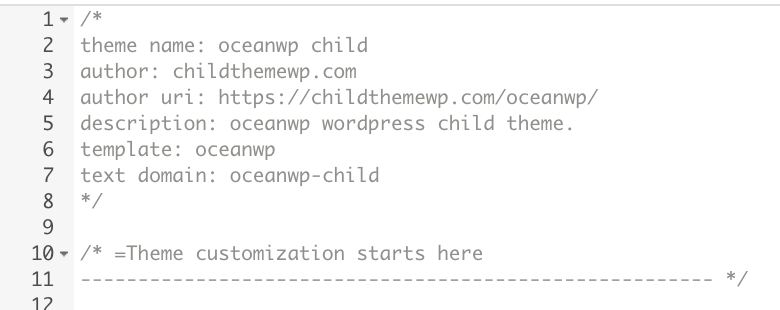 1 /*
2 theme name: oceanwp child
3 author: childthemewp.com
4 author uri: https://childthemewp.com/oceanwp/
5 description: oceanwp wordpress child theme.
6 template: oceanwp
7 text domain: oceanwp-child
8 */
9
10 /* =Theme customization starts here
11 ------------------------------------------------------- */
12